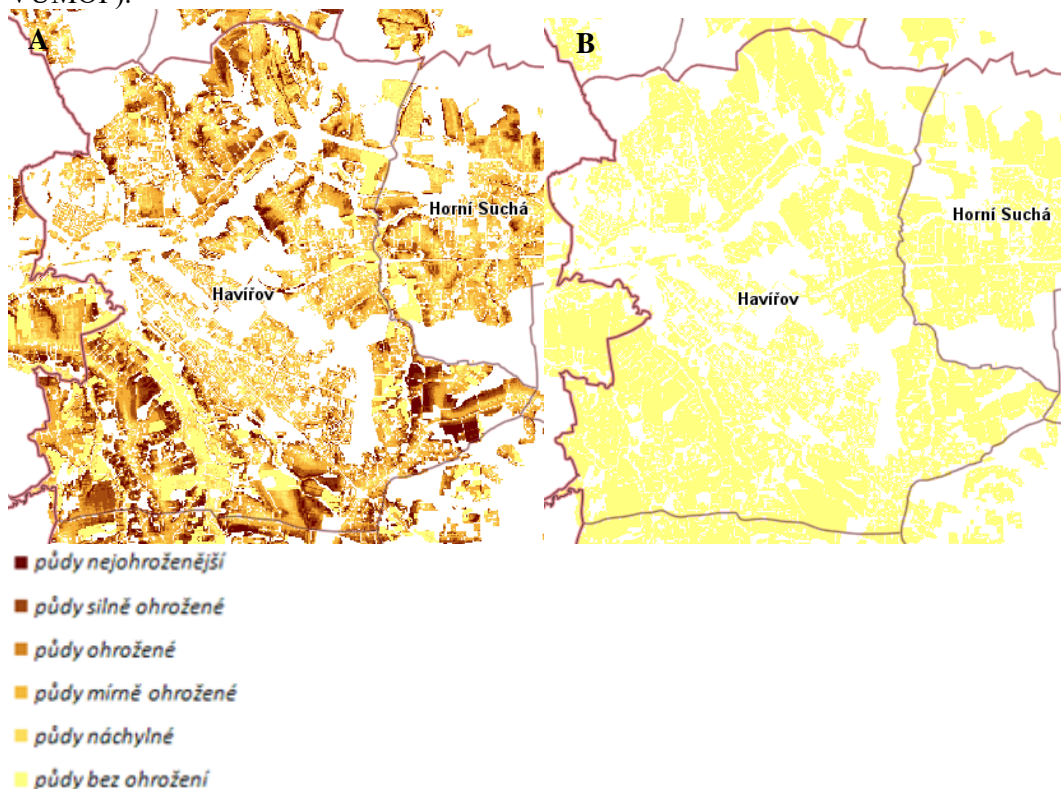 VÚMOP).
A
B
Horní Suchá
Horní Suchá
Havířov
Havířov
půdy nejohroženější
půdy silně ohrožené
půdy ohrožené
půdy mírně ohrožené
půdy náchylné
půdy bez ohrožení